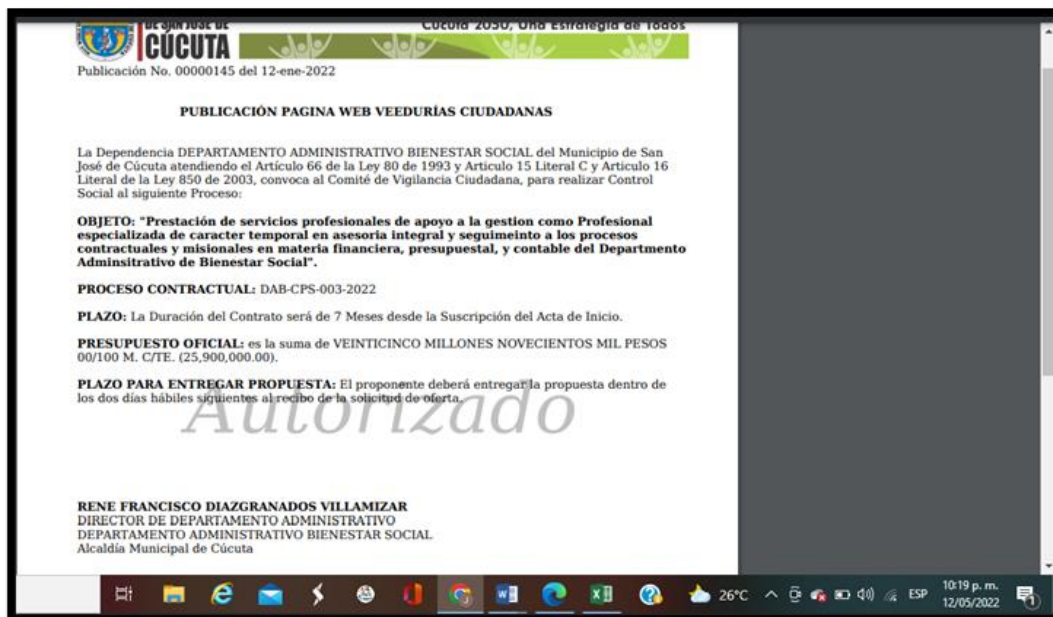 DE SAN JOSÉ DE
CÚCUTA
Cúcuta 2050, Una Estrategia de Todos
Publicación No. 00000145 del 12-ene-2022
PUBLICACIÓN PAGINA WEB VEEDURÍAS CIUDADANAS
La Dependencia DEPARTAMENTO ADMINISTRATIVO BIENESTAR SOCIAL del Municipio de San
José de Cúcuta atendiendo el Artículo 66 de la Ley 80 de 1993 y Articulo 15 Literal C y Articulo 16
Literal de la Ley 850 de 2003, convoca al Comité de Vigilancia Ciudadana, para realizar Control
Social al siguiente Proceso:
OBJETO: "Prestación de servicios profesionales de apoyo a la gestion como Profesional
especializada de caracter temporal en asesoria integral y seguimeinto a los procesos
contractuales y misionales en materia financiera, presupuestal, y contable del Departmento
Adminsitrativo de Bienestar Social".
PROCESO CONTRACTUAL: DAB-CPS-003-2022
PLAZO: La Duración del Contrato será de 7 Meses desde la Suscripción del Acta de Inicio.
PRESUPUESTO OFICIAL: es la suma de VEINTICINCO MILLONES NOVECIENTOS MIL PESOS
00/100 M. C/TE. (25,900,000.00).
PLAZO PARA ENTREGAR PROPUESTA: El proponente deberá entregar la propuesta dentro de
los dos días hábiles siguientes al recibo de la solicitud de oferta.
Autorizado
RENE FRANCISCO DIAZGRANADOS VILLAMIZAR
DIRECTOR DE DEPARTAMENTO ADMINISTRATIVO
DEPARTAMENTO ADMINISTRATIVO BIENESTAR SOCIAL
Alcaldía Municipal de Cúcuta
26°C ESP 10:19 p. m.
12/05/2022